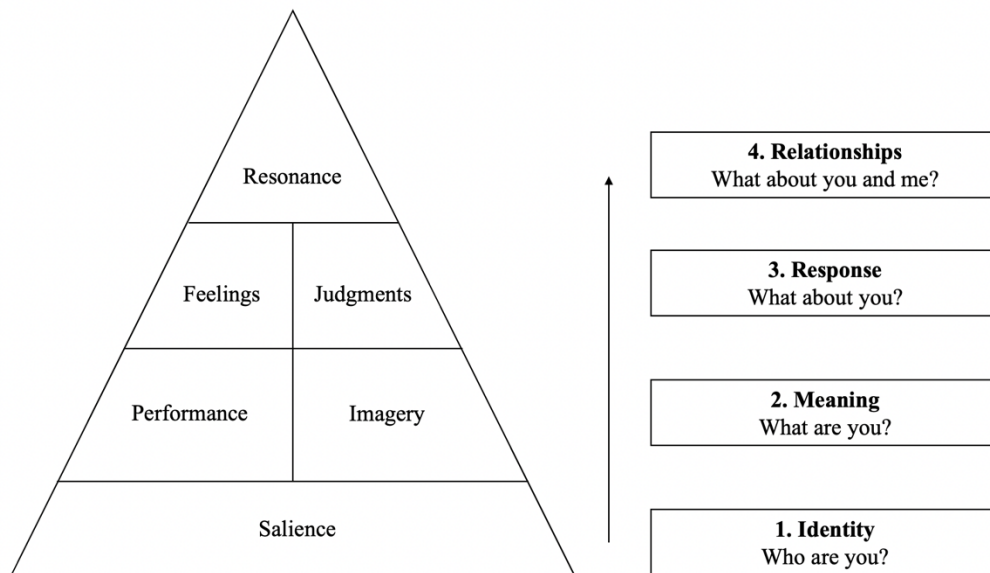 Resonance
Feelings
Judgments
Performance
Imagery
Salience
4. Relationships
What about you and me?
3. Response
What about you?
2. Meaning
What are you?
1. Identity
Who are you?